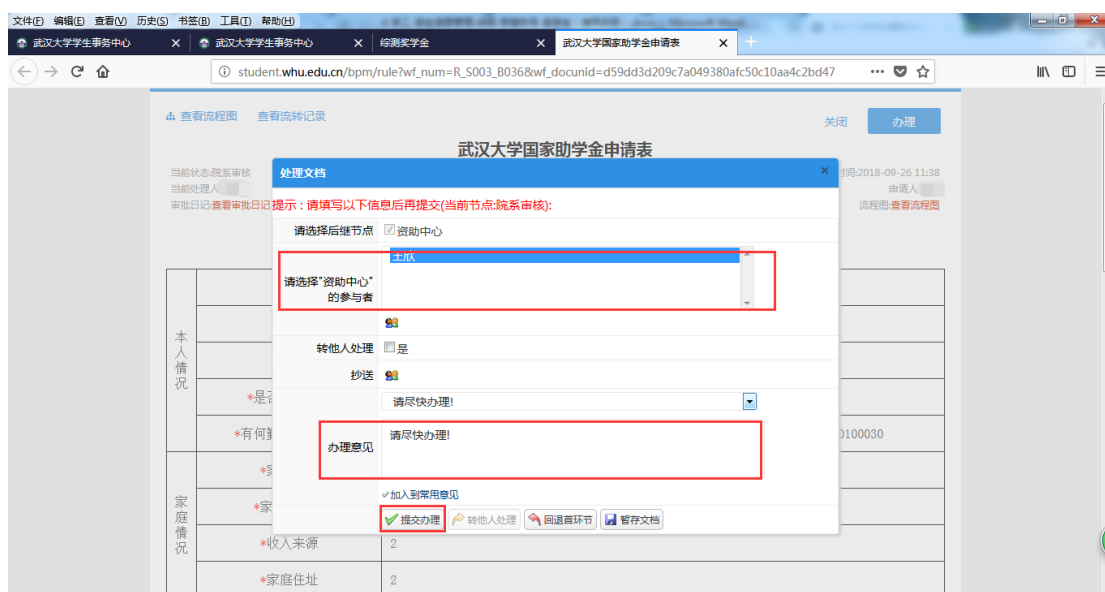 文件(F) 编辑(E) 查看(V) 历史(S) 书签(B) 工具(T) 帮助(H)
武汉大学学生事务中心 × 武汉大学学生事务中心 × 综测奖学金 × 武汉大学国家助学金申请表 × +
student.whu.edu.cn/bpm/rule?wf_num=R_S003_B036&wf_docunid=d59dd3d209c7a049380afc50c10aa4c2bd47
查看流程图 查看流转记录 关闭 办理
武汉大学国家助学金申请表
当前状态:院系审核 处理文档 × 时间:2018-09-26 11:38
当前处理人 申请人
审批日记:查看审批日记 提示:请填写以下信息后再提交(当前节点:院系审核): 流程图:查看流程图
请选择后继节点 资助中心
王欣
请选择"资助中心"
的参与者
本人情况
转他人处理 是
抄送
*是否
请尽快办理!
*有何勤 请尽快办理! 0100030
办理意见
*家
加入到常用意见
家庭情况
*家
提交办理 转他人处理 回退首环节 暂存文档
*收入来源 2
*家庭住址 2